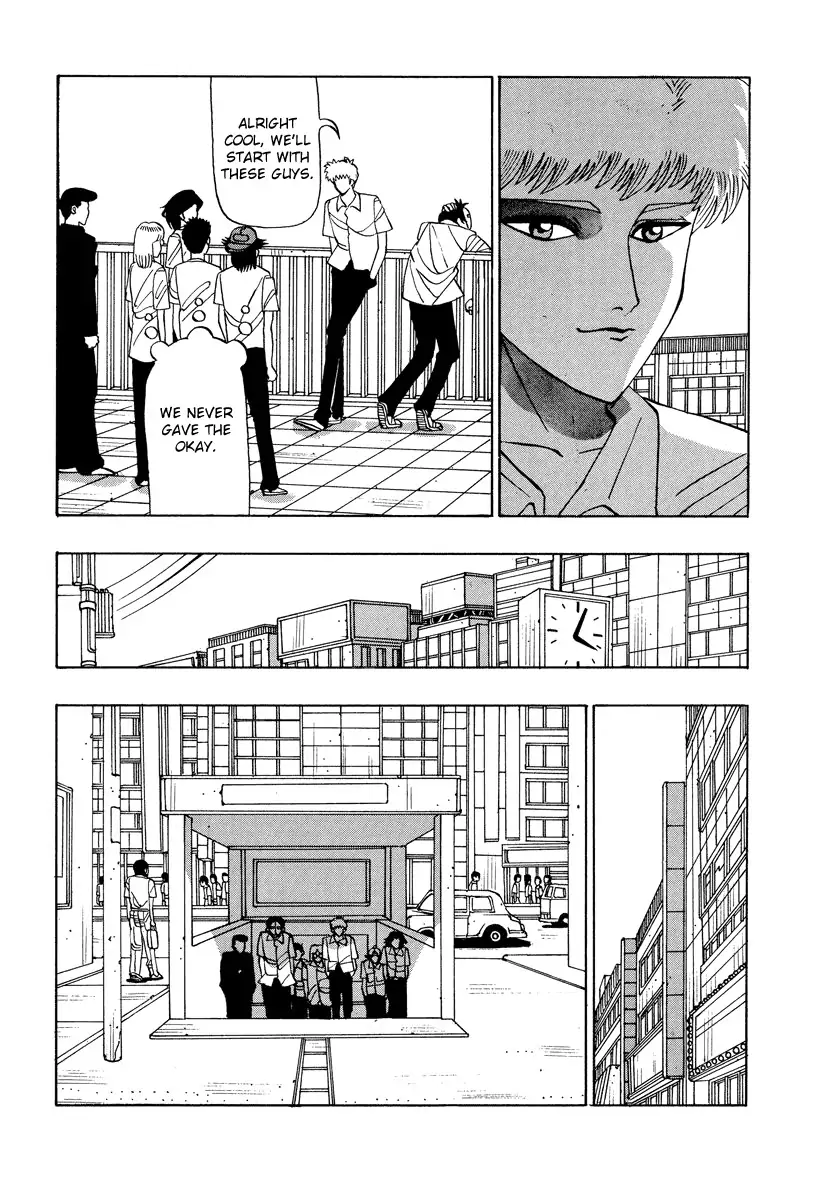 ALRIGHT
COOL, WE'LL
START WITH
THESE GUYS.
WE NEVER
GAVE THE
OKAY.